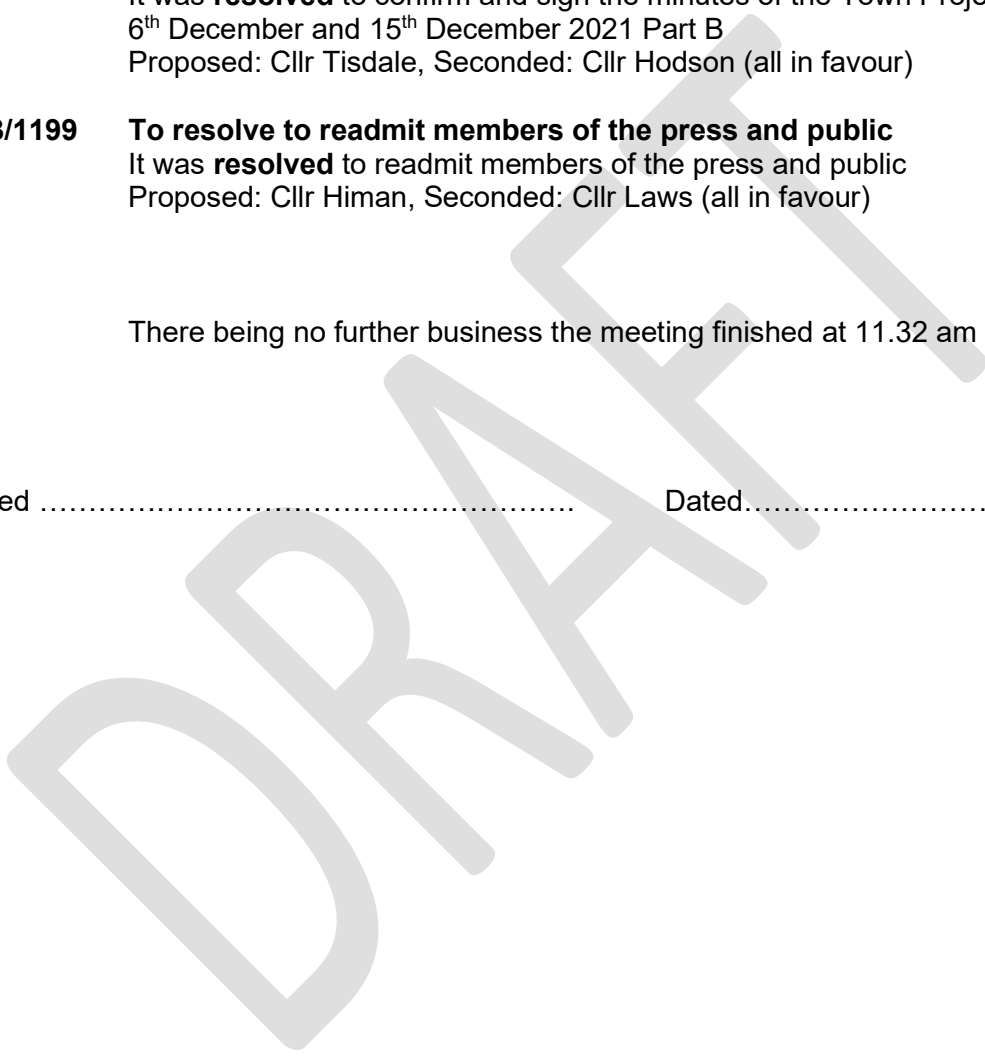 It was resolved to confirm and sign the minutes of the Town Proje
6th December and 15th December 2021 Part B
Proposed: Cllr Tisdale, Seconded: Cllr Hodson (all in favour)
3/1199 To resolve to readmit members of the press and public
It was resolved to readmit members of the press and public
Proposed: Cllr Himan, Seconded: Cllr Laws (all in favour)
There being no further business the meeting finished at 11.32 am
ed ………………………………………………. Dated……………………
DRAFT